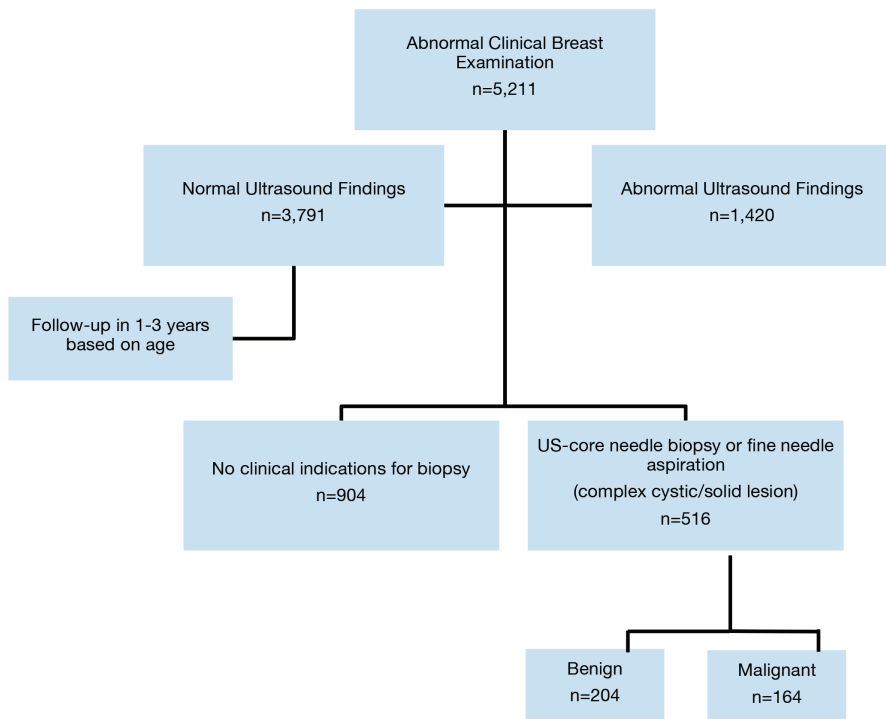 Abnormal Clinical Breast
Examination
n=5,211
Normal Ultrasound Findings
n=3,791
Abnormal Ultrasound Findings
n=1,420
Follow-up in 1-3 years
based on age
No clinical indications for biopsy
n=904
US-core needle biopsy or fine needle
aspiration
(complex cystic/solid lesion)
n=516
Benign
n=204
Malignant
n=164